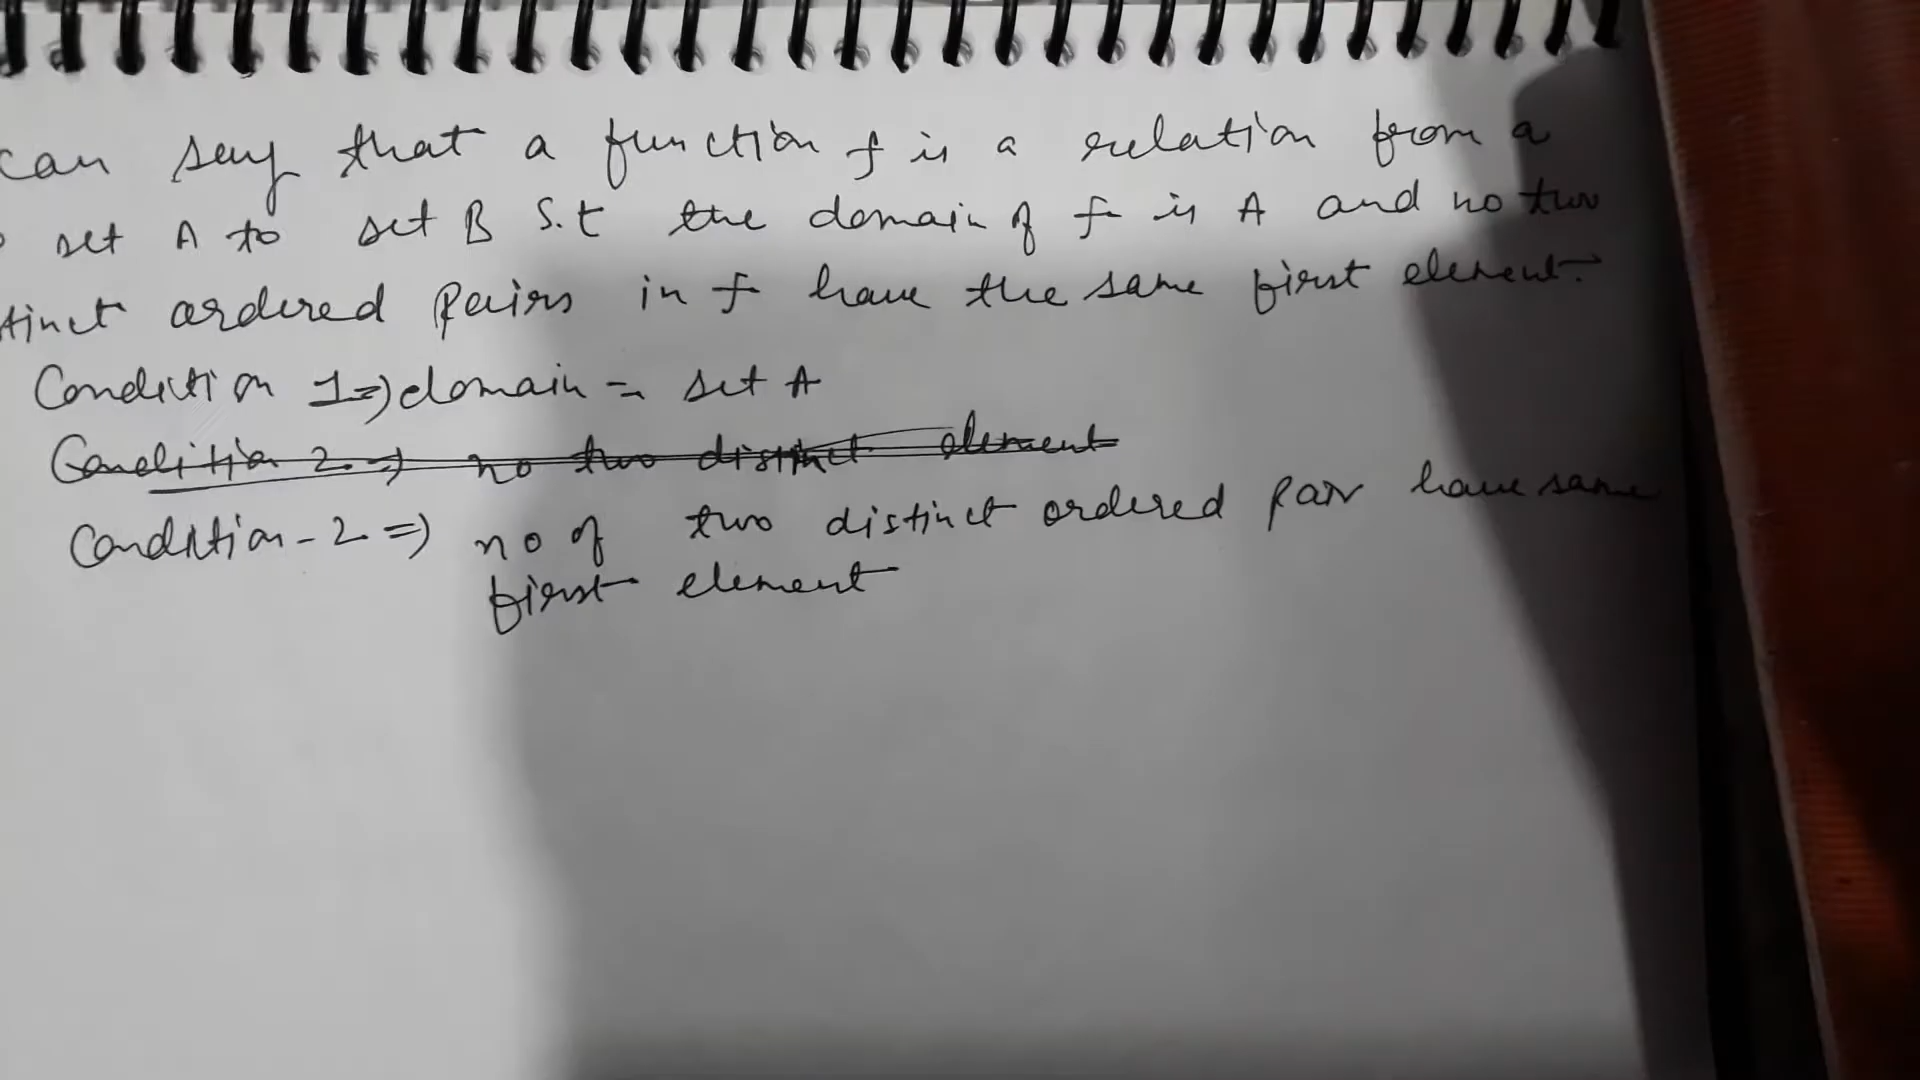 can say that a function f is a relation from a
set A to set B S.t the domain of f is A and no two
tinct ordered pairs in f have the same first element.
Condition 1=) domain = set A
Condition 2 =) no two distinct element
Condition - 2 =) no of two distinct ordered pair have same
first element